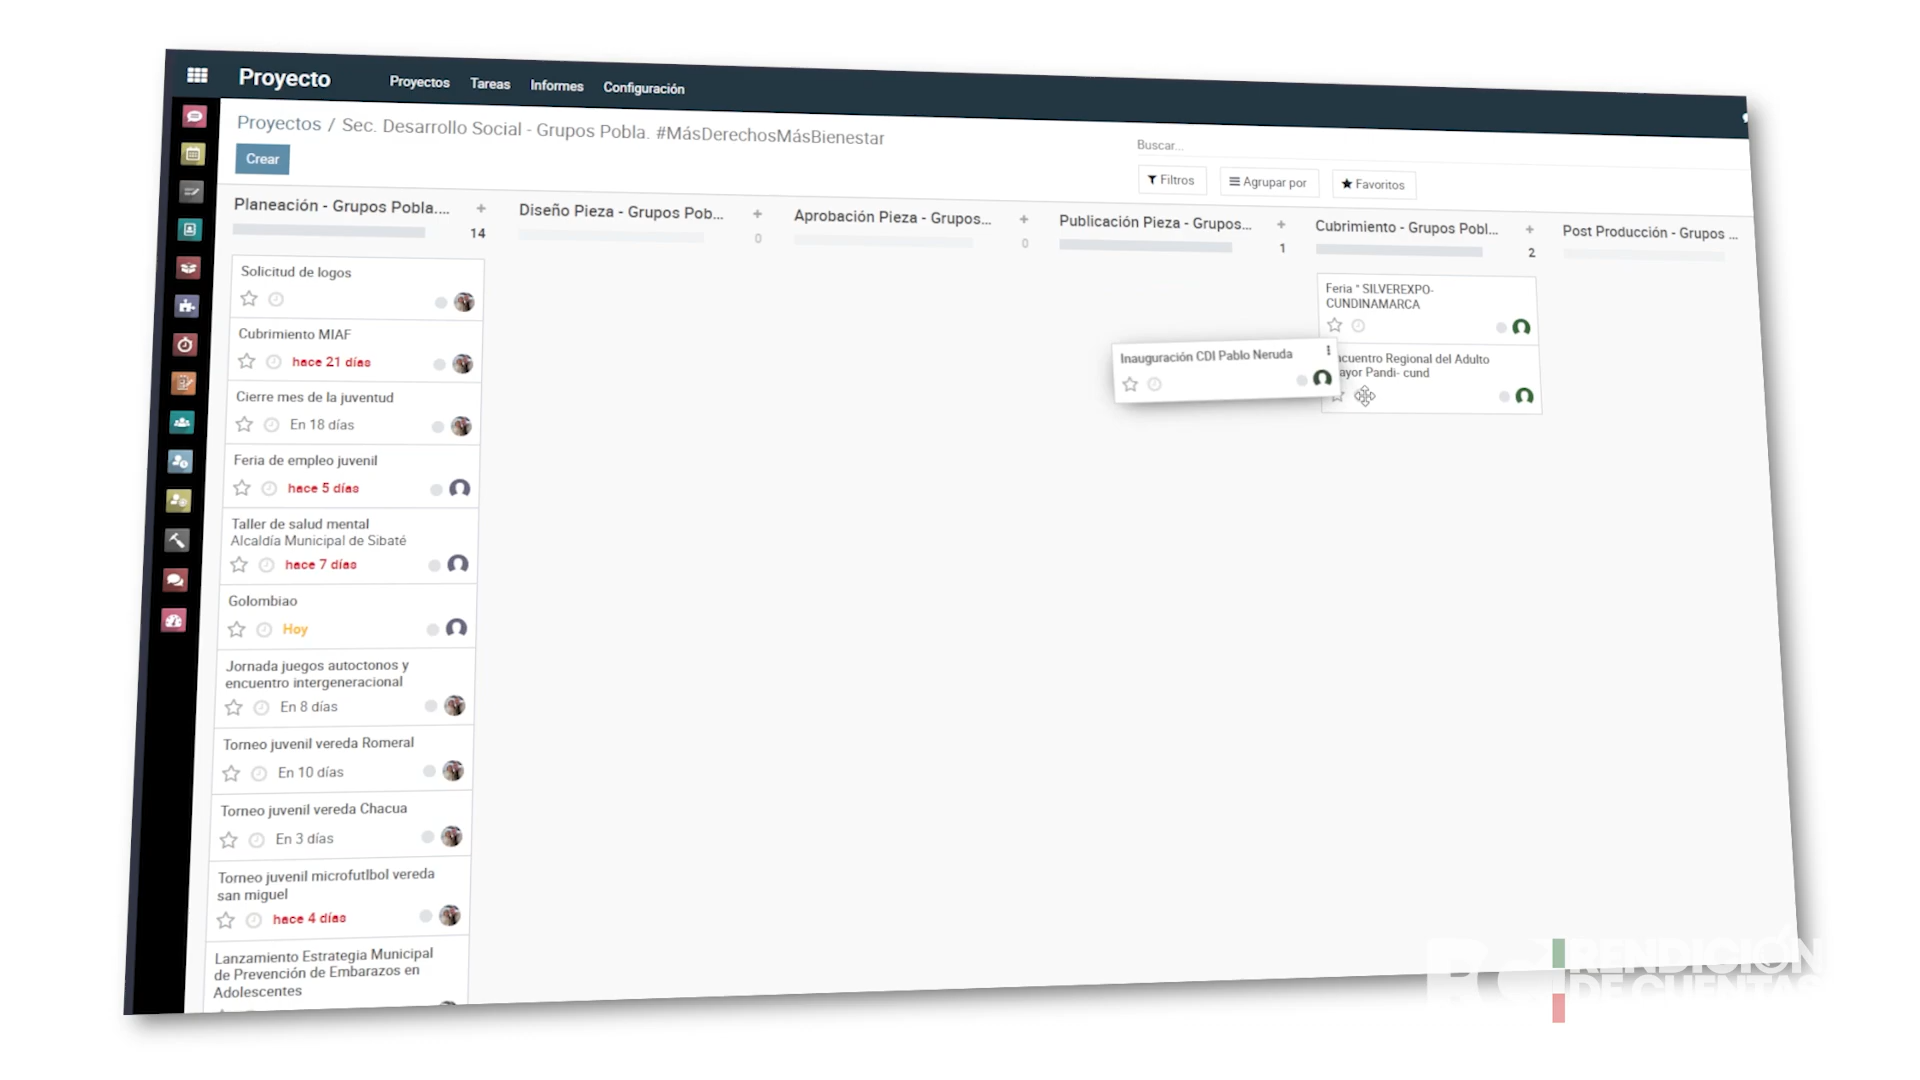 Proyecto
Proyectos
Tareas
Informes
Configuración
Proyectos / Sec. Desarrollo Social - Grupos Pobla. #MásDerechosMásBienestar
Crear
Buscar...
Filtros
Agrupar por
Favoritos
Planeación - Grupos Pobla....
14
Solicitud de logos
Cubrimiento MIAF
hace 21 días
Cierre mes de la juventud
En 18 días
Feria de empleo juvenil
hace 5 días
Taller de salud mental
Alcaldía Municipal de Sibaté
hace 7 días
Golombiao
Hoy
Jornada juegos autoctonos y
encuentro intergeneracional
En 8 días
Torneo juvenil vereda Romeral
En 10 días
Torneo juvenil vereda Chacua
En 3 días
Torneo juvenil microfutlbol vereda
san miguel
hace 4 días
Lanzamiento Estrategia Municipal
de Prevención de Embarazos en
Adolescentes
Diseño Pieza - Grupos Pob...
0
Aprobación Pieza - Grupos...
0
Publicación Pieza - Grupos...
1
Inauguración CDI Pablo Neruda
Cubrimiento - Grupos Pobl...
2
Feria " SILVEREXPO-
CUNDINAMARCA
ncuentro Regional del Adulto
ayor Pandi- cund
Post Producción - Grupos ...
RENDICIÓN
DE CUENTAS